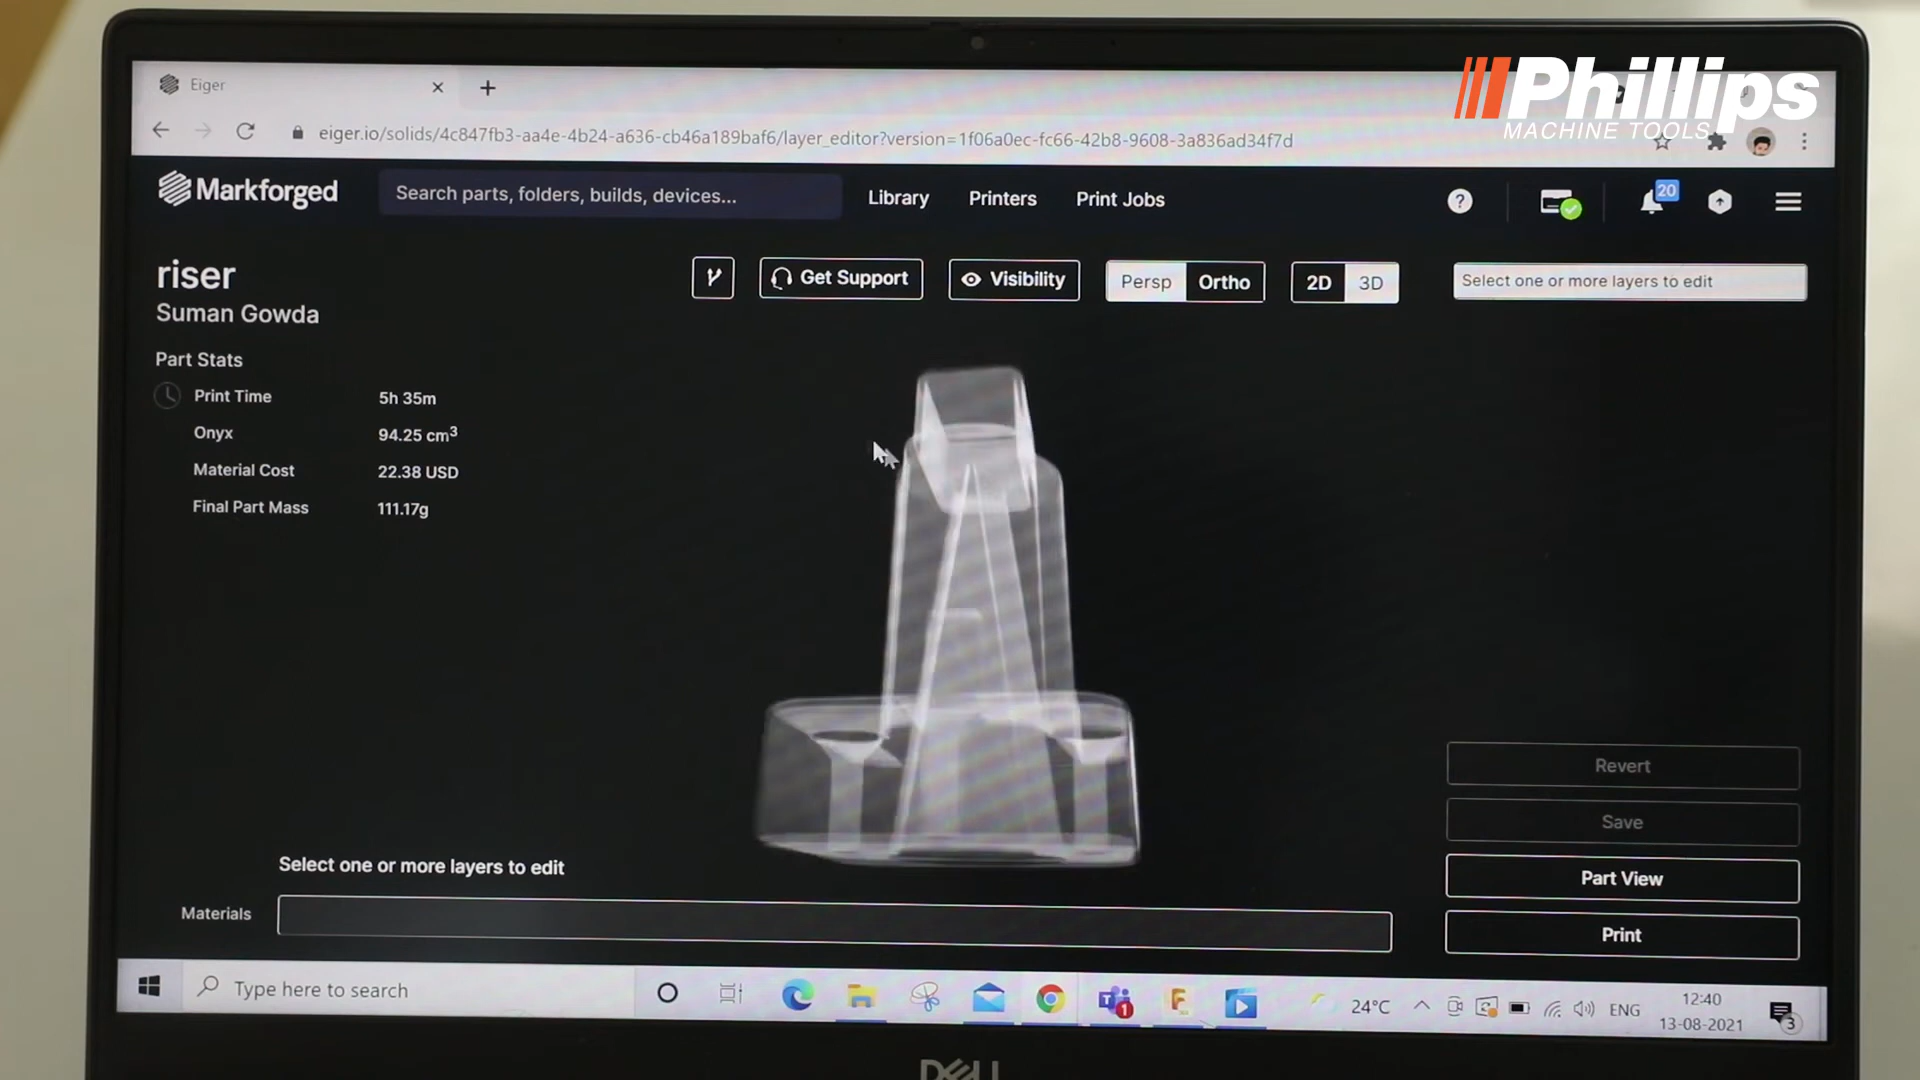 Eiger
Phillips
MACHINE TOOLS
eiger.io/solids/4c847fb3-aa4e-4b24-a636-cb46a189baf6/layer_editor?version=1f06a0ec-fc66-42b8-9608-3a836ad34f7d
Markforged
Search parts, folders, builds, devices...
Library
Printers
Print Jobs
?
20
riser
Suman Gowda
Get Support
Visibility
Persp
Ortho
2D
3D
Select one or more layers to edit
Part Stats
Print Time 5h 35m
Onyx 94.25 cm³
Material Cost 22.38 USD
Final Part Mass 111.17g
Revert
Save
Part View
Print
Select one or more layers to edit
Materials
Type here to search
1
24°C
ENG
12:40
13-08-2021
3
DELL